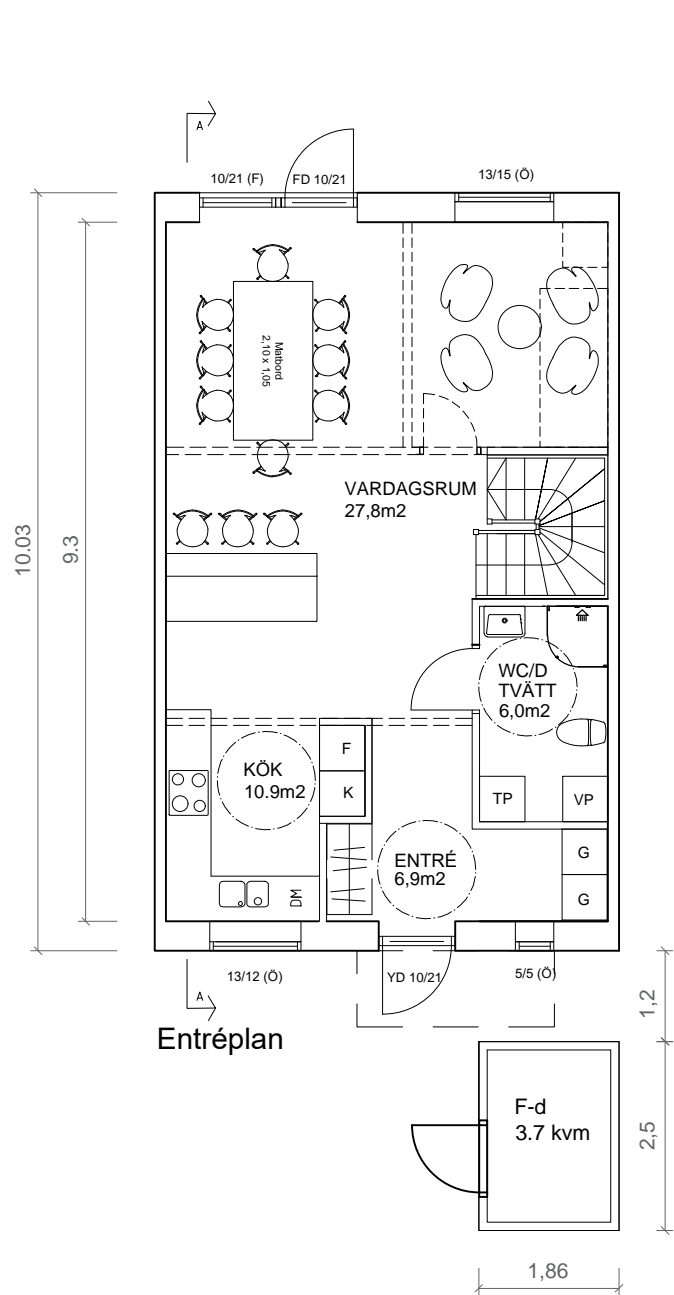 A
10/21 (F)
FD 10/21
13/15 (Ö)
Matbord
2,10 x 1,05
VARDAGSRUM
27,8m2
10.03
9.3
WC/D
TVÄTT
6,0m2
F
K
KÖK
10.9m2
TP
VP
ENTRÉ
6,9m2
G
G
DM
13/12 (Ö)
YD 10/21
5/5 (Ö)
A
Entréplan
1,2
F-d
3.7 kvm
2,5
1,86